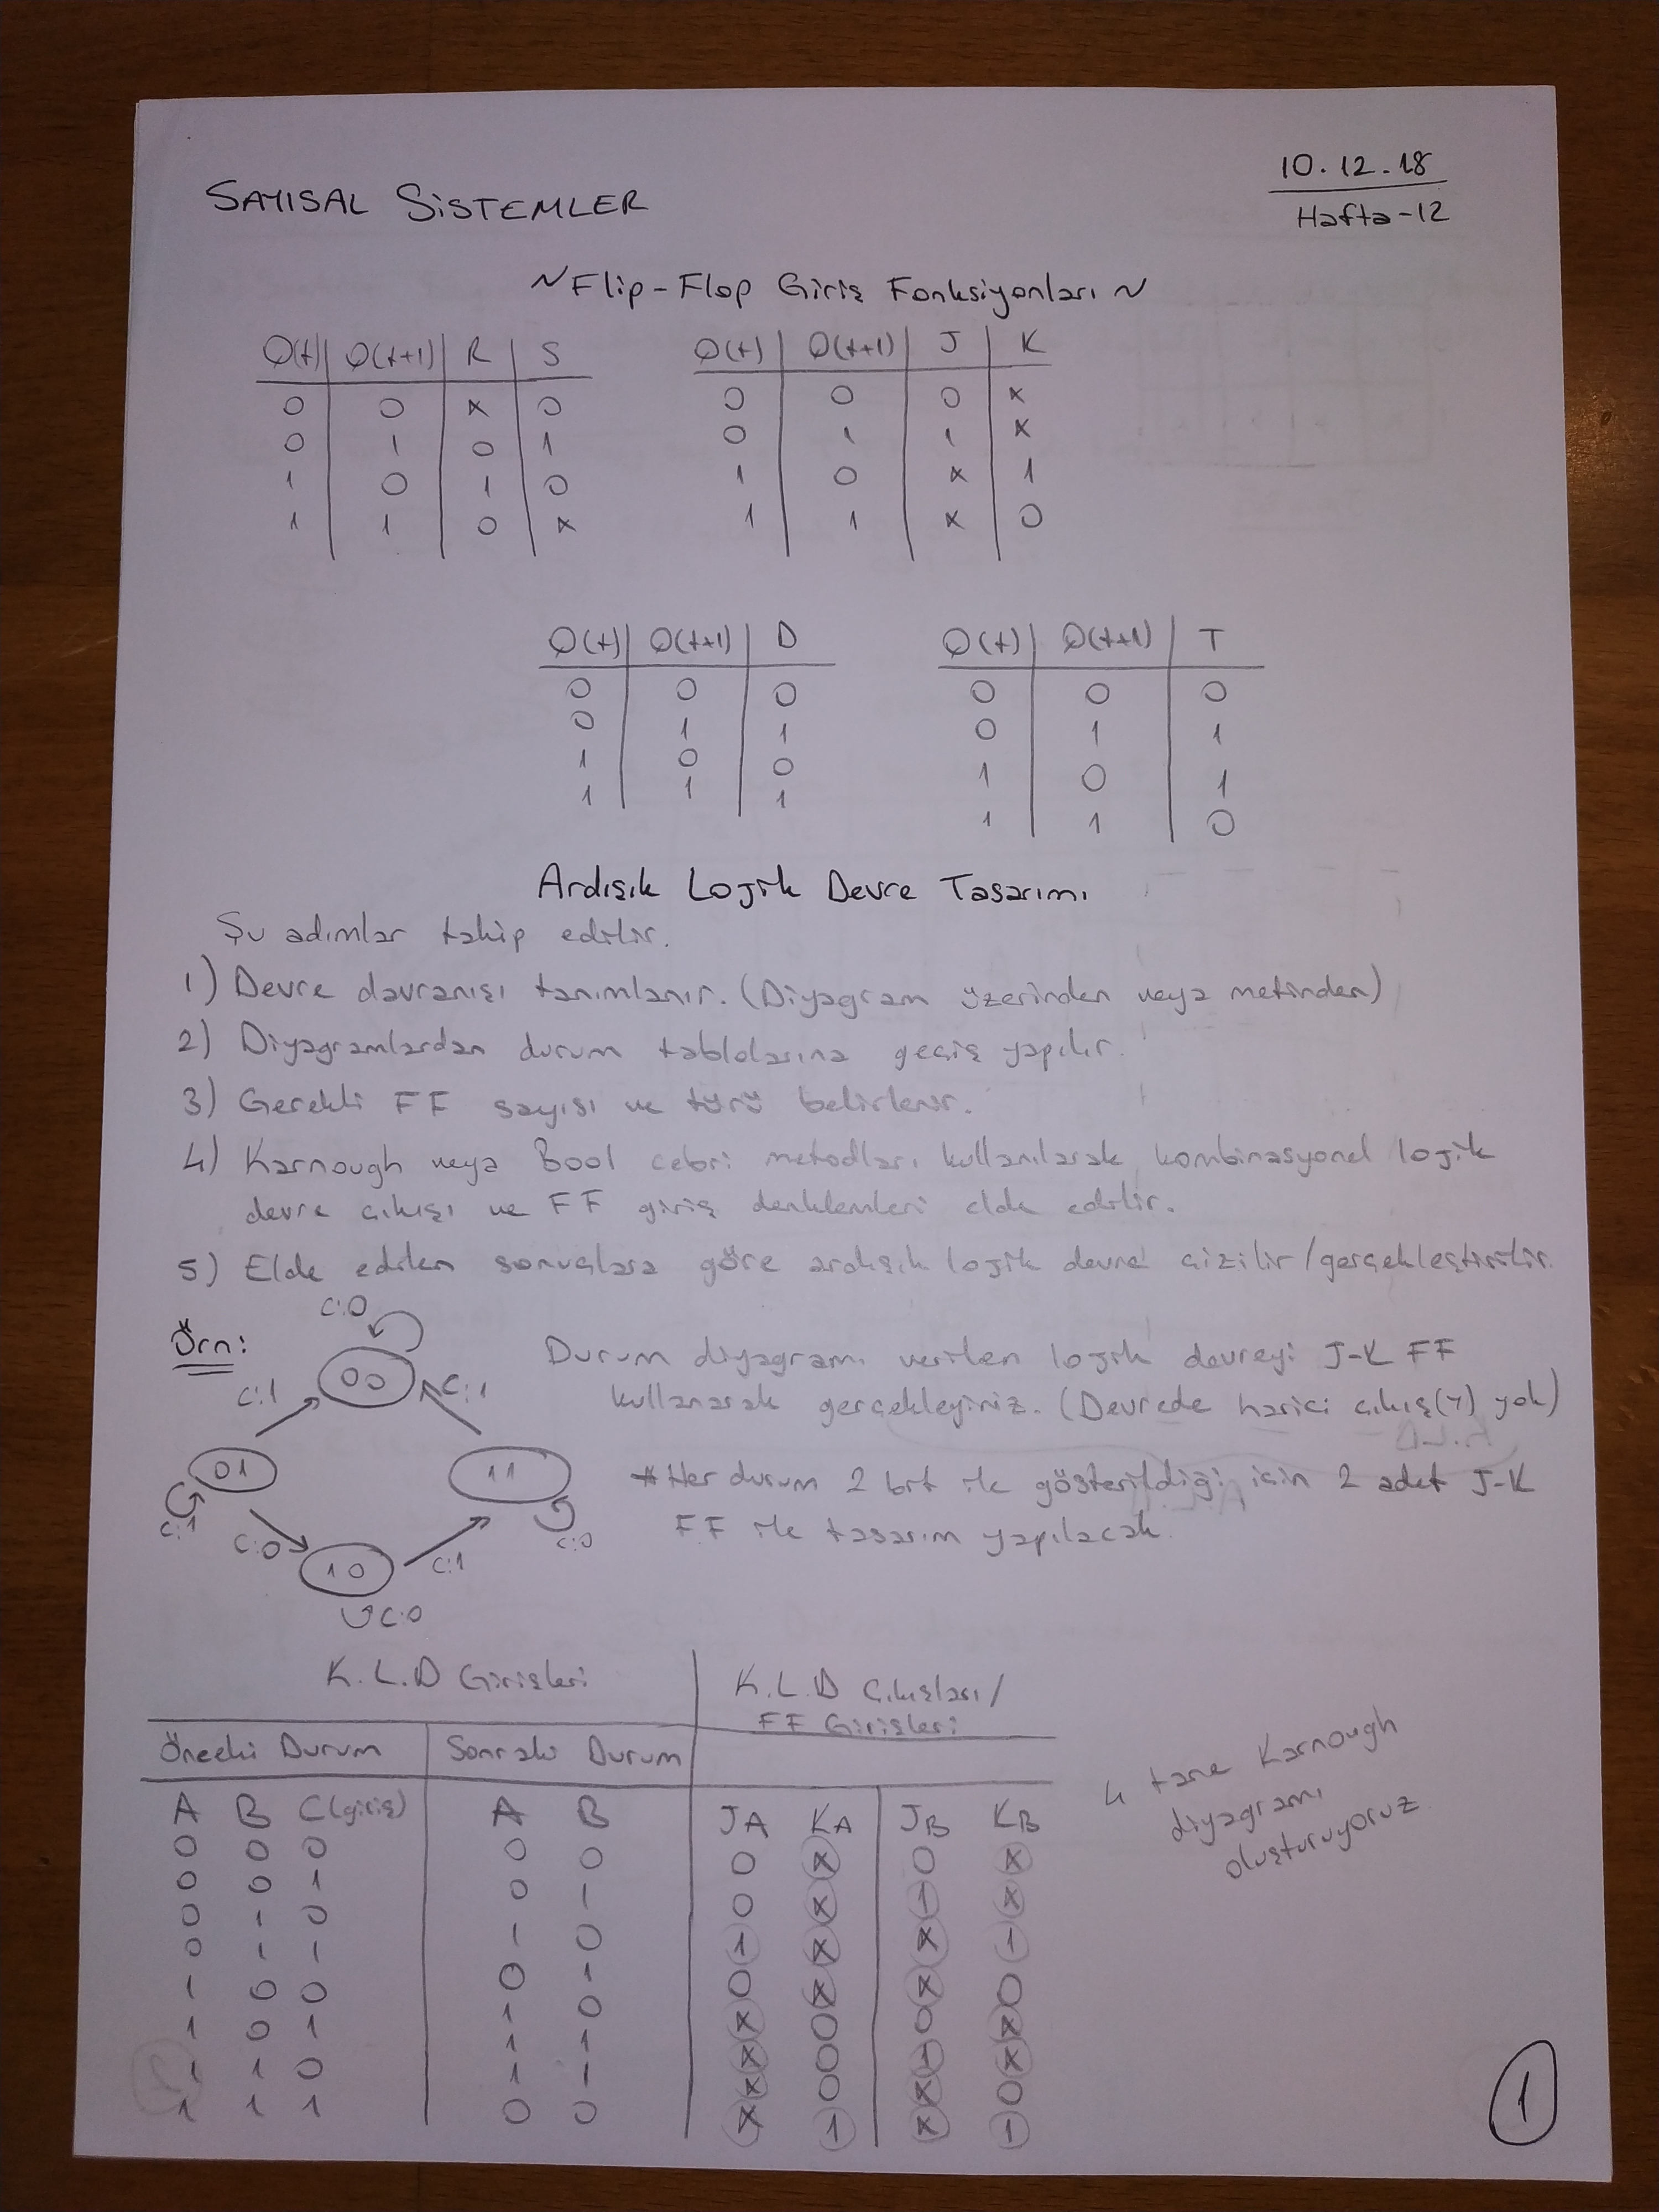 SAYISAL SİSTEMLER
10.12.18
Hafta-12
~Flip-Flop Giriş Fonksiyonları~
Q(t) Q(t+1) R S
0 0 x 0
0 1 0 1
1 0 1 0
1 1 0 x
Q(t) Q(t+1) J K
0 0 0 x
0 1 1 x
1 0 x 1
1 1 x 0
Q(t) Q(t+1) D
0 0 0
0 1 1
1 0 0
1 1 1
Q(t) Q(t+1) T
0 0 0
0 1 1
1 0 1
1 1 0
Ardışık Lojik Devre Tasarımı
Şu adımlar takip edilir.
1) Devre davranışı tanımlanır. (Diyagram üzerinden veya metinden)
2) Diyagramlardan durum tablolarına geçiş yapılır.
3) Gerekli FF sayısı ve türü belirlenir.
4) Karnough veya Bool cebri metodları kullanılarak kombinasyonel lojik
devre çıkışı ve FF giriş denklemleri elde edilir.
5) Elde edilen sonuçlara göre ardışık lojik devre çizilir/gerçekleştirilir.
Örn:
C:0
00
C:1
C:1
01
C:1
11
C:0
C:0
C:1
10
C:0
Durum diyagramı verilen lojik devreyi J-K FF
kullanarak gerçekleyiniz. (Devrede harici çıkış(Y) yok)
*Her durum 2 bit ile gösterildiği için 2 adet J-K
FF ile tasarım yapılacak.
K.L.D Girişleri K.L.D Çıkışları/
FF Girişleri
Önceki Durum Sonraki Durum
A B C(giriş) A B JA KA JB KB
0 0 0 0 0 0 x 0 x
0 0 1 0 1 0 x 1 x
0 1 0 1 0 1 x x 1
0 1 1 0 1 0 x x 0
1 0 0 1 0 x 0 0 x
1 0 1 1 1 x 0 1 x
1 1 0 1 1 x 0 x 0
1 1 1 0 0 x 1 x 1
4 tane Karnough
diyagramı
oluşturuyoruz.
1